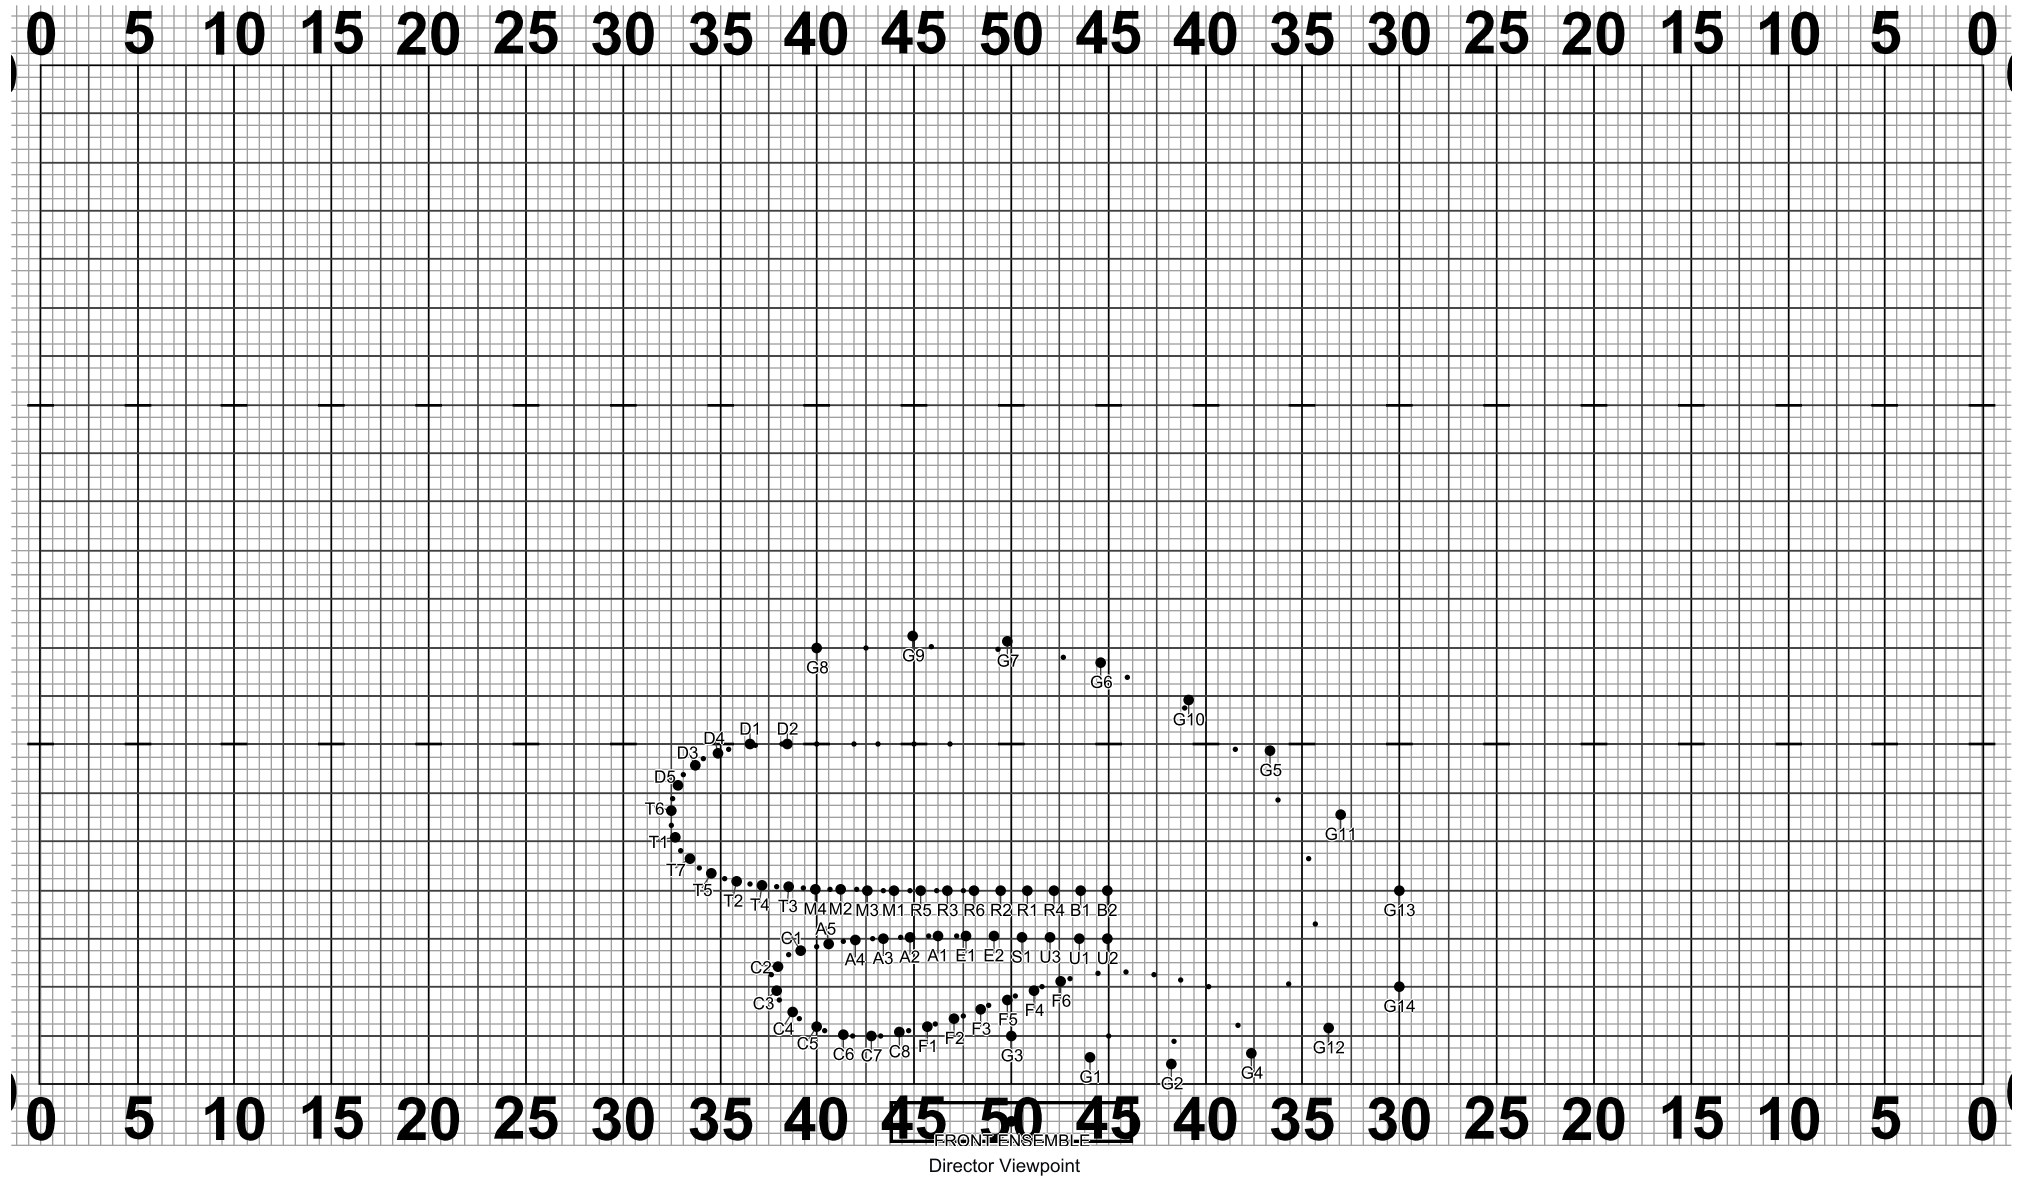 0 5 10 15 20 25 30 35 40 45 50 45 40 35 30 25 20 15 10 5 0
G8 G9 G7
G6
G10
D1 D2
D4
D3
G5
D5
T6
T1
G11
T7
T5 T2 T4 T3 M4 M2 M3 M1 R5 R3 R6 R2 R1 R4 B1 B2 G13
C1 A5
A4 A3 A2 A1 E1 E2 S1 U3 U1 U2
C2
C3
F6
F4
G14
F5
C4
F3
C5 C6 C7 C8 F1 F2
G3
G12
G1 G2 G4
0 5 10 15 20 25 30 35 40 45 50 45 40 35 30 25 20 15 10 5 0
FRONT ENSEMBLE
Director Viewpoint